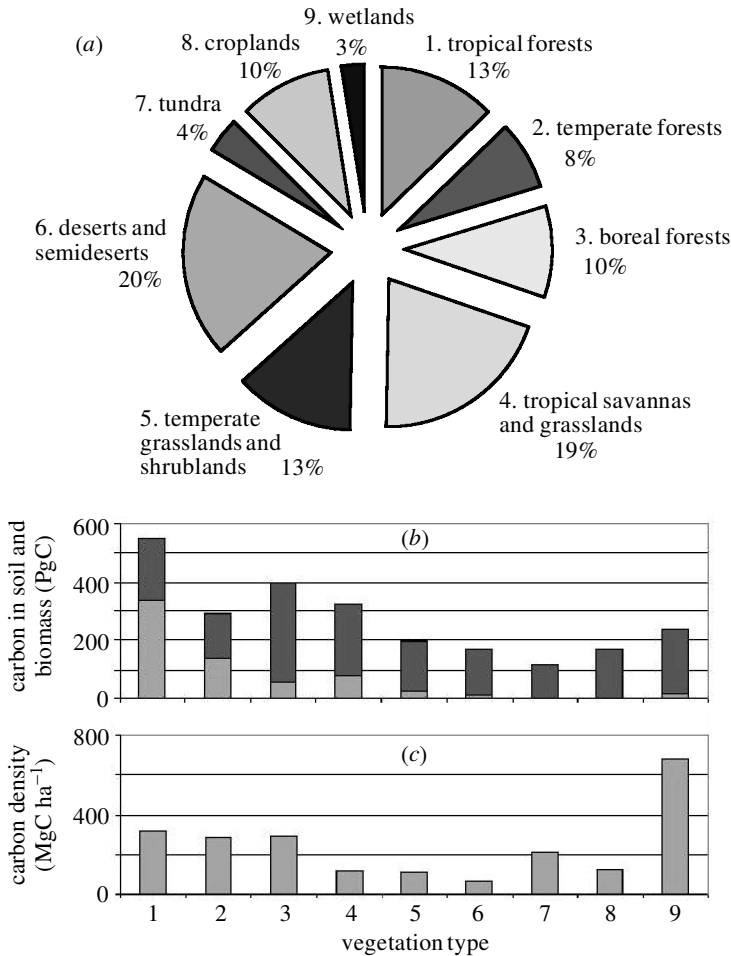 (a)
9. wetlands
3%
1. tropical forests
13%
2. temperate forests
8%
3. boreal forests
10%
4. tropical savannas
and grasslands
19%
5. temperate
grasslands and
shrublands 13%
6. deserts and
semideserts
20%
7. tundra
4%
8. croplands
10%
(b)
carbon in soil and
biomass (PgC)
600
400
200
0
(c)
carbon density
(MgC ha⁻¹)
800
400
0
1 2 3 4 5 6 7 8 9
vegetation type